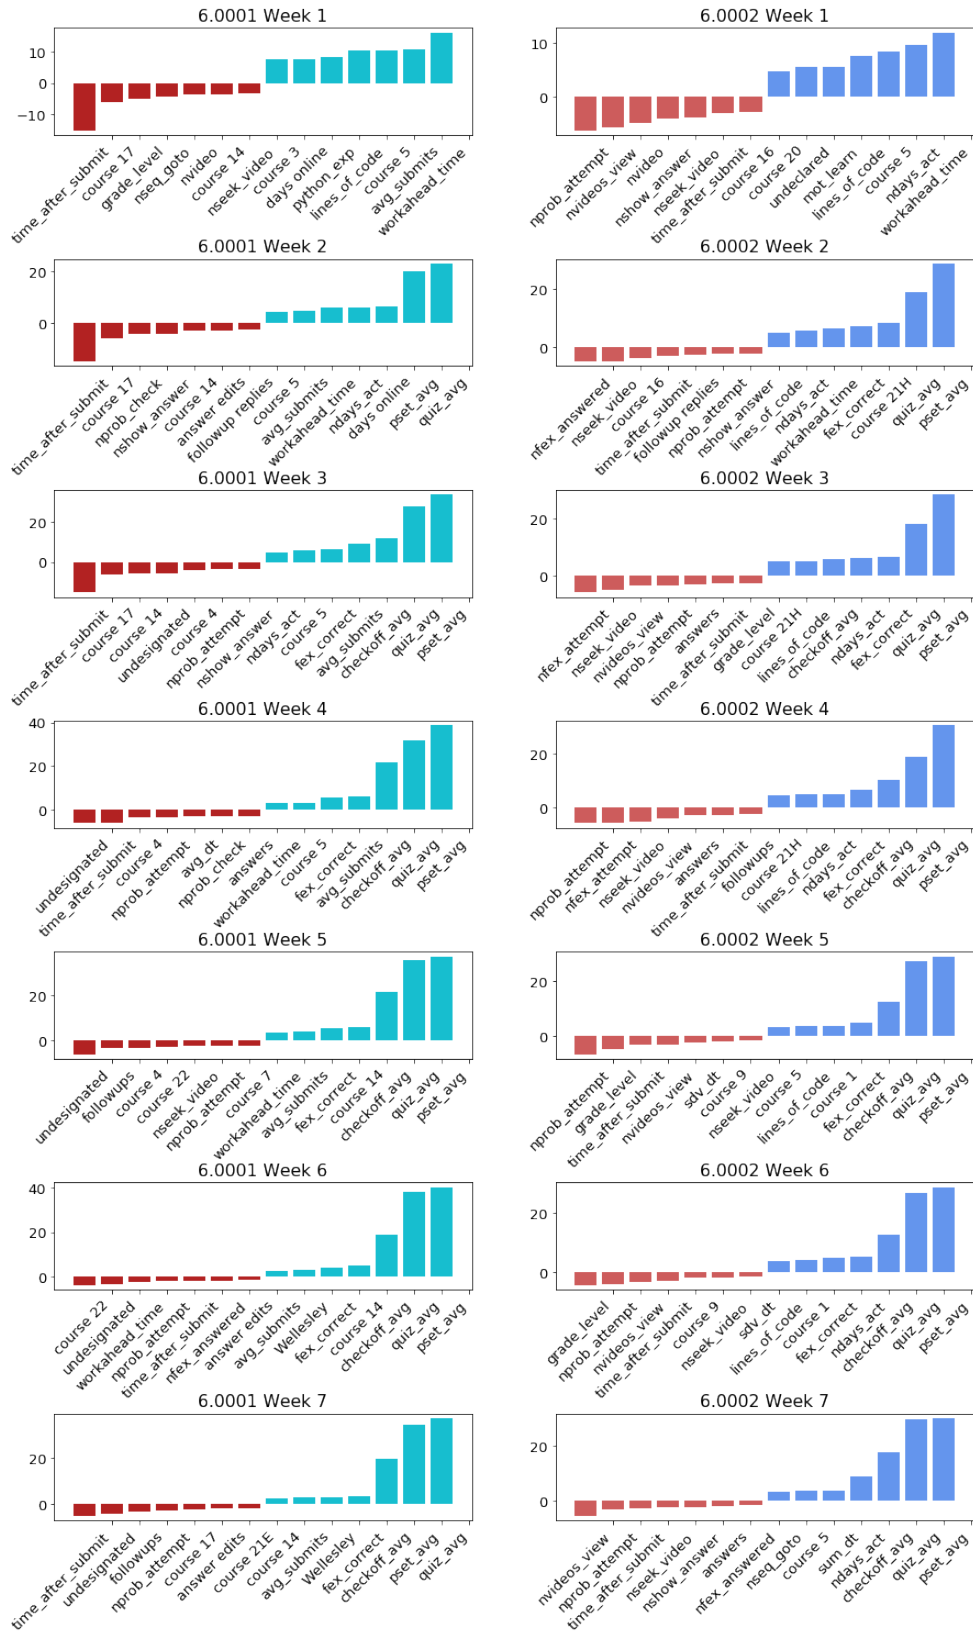 6.0001 Week 1
10
0
−10
time_after_submit
course 17
grade_level
nseq_goto
nvideo
course 14
nseek_video
course 3
days online
python_exp
lines_of_code
course 5
avg_submits
workahead_time
6.0002 Week 1
10
0
nprob_attempt
nvideos_view
nvideo
nshow_answer
nseek_video
time_after_submit
course 16
course 20
undeclared
mot_learn
lines_of_code
course 5
ndays_act
workahead_time
6.0001 Week 2
20
0
time_after_submit
course 17
nprob_check
nshow_answer
course 14
answer edits
followup replies
course 5
avg_submits
workahead_time
ndays_act
days online
pset_avg
quiz_avg
6.0002 Week 2
20
0
nfex_answered
nseek_video
course 16
time_after_submit
followup replies
nprob_attempt
nshow_answer
lines_of_code
ndays_act
workahead_time
fex_correct
course 21H
quiz_avg
pset_avg
6.0001 Week 3
20
0
time_after_submit
course 17
course 14
undesignated
course 4
nprob_attempt
nshow_answer
ndays_act
course 5
fex_correct
avg_submits
checkoff_avg
quiz_avg
pset_avg
6.0002 Week 3
20
0
nfex_attempt
nseek_video
nvideos_view
nprob_attempt
answers
time_after_submit
grade_level
course 21H
lines_of_code
checkoff_avg
ndays_act
fex_correct
quiz_avg
pset_avg
6.0001 Week 4
40
20
0
undesignated
time_after_submit
course 4
nprob_attempt
avg_dt
nprob_check
answers
workahead_time
course 5
fex_correct
avg_submits
checkoff_avg
quiz_avg
pset_avg
6.0002 Week 4
20
0
nprob_attempt
nfex_attempt
nseek_video
nvideos_view
answers
time_after_submit
followups
course 21H
lines_of_code
ndays_act
fex_correct
checkoff_avg
quiz_avg
pset_avg
6.0001 Week 5
20
0
undesignated
followups
course 4
course 22
nseek_video
nprob_attempt
course 7
workahead_time
avg_submits
fex_correct
course 14
checkoff_avg
quiz_avg
pset_avg
6.0002 Week 5
20
0
nprob_attempt
grade_level
time_after_submit
nvideos_view
sdv_dt
course 9
nseek_video
course 5
lines_of_code
course 1
fex_correct
checkoff_avg
quiz_avg
pset_avg
6.0001 Week 6
40
20
0
course 22
undesignated
workahead_time
nprob_attempt
time_after_submit
nfex_answered
answer edits
avg_submits
Wellesley
fex_correct
course 14
checkoff_avg
quiz_avg
pset_avg
6.0002 Week 6
20
0
grade_level
nprob_attempt
nvideos_view
time_after_submit
course 9
nseek_video
sdv_dt
lines_of_code
course 1
fex_correct
ndays_act
checkoff_avg
quiz_avg
pset_avg
6.0001 Week 7
20
0
time_after_submit
undesignated
followups
nprob_attempt
course 17
answer edits
course 21E
course 14
avg_submits
Wellesley
fex_correct
checkoff_avg
pset_avg
quiz_avg
6.0002 Week 7
20
0
nvideos_view
nprob_attempt
time_after_submit
nseek_video
nshow_answer
answers
nfex_answered
nseq_goto
course 5
sum_dt
ndays_act
checkoff_avg
quiz_avg
pset_avg